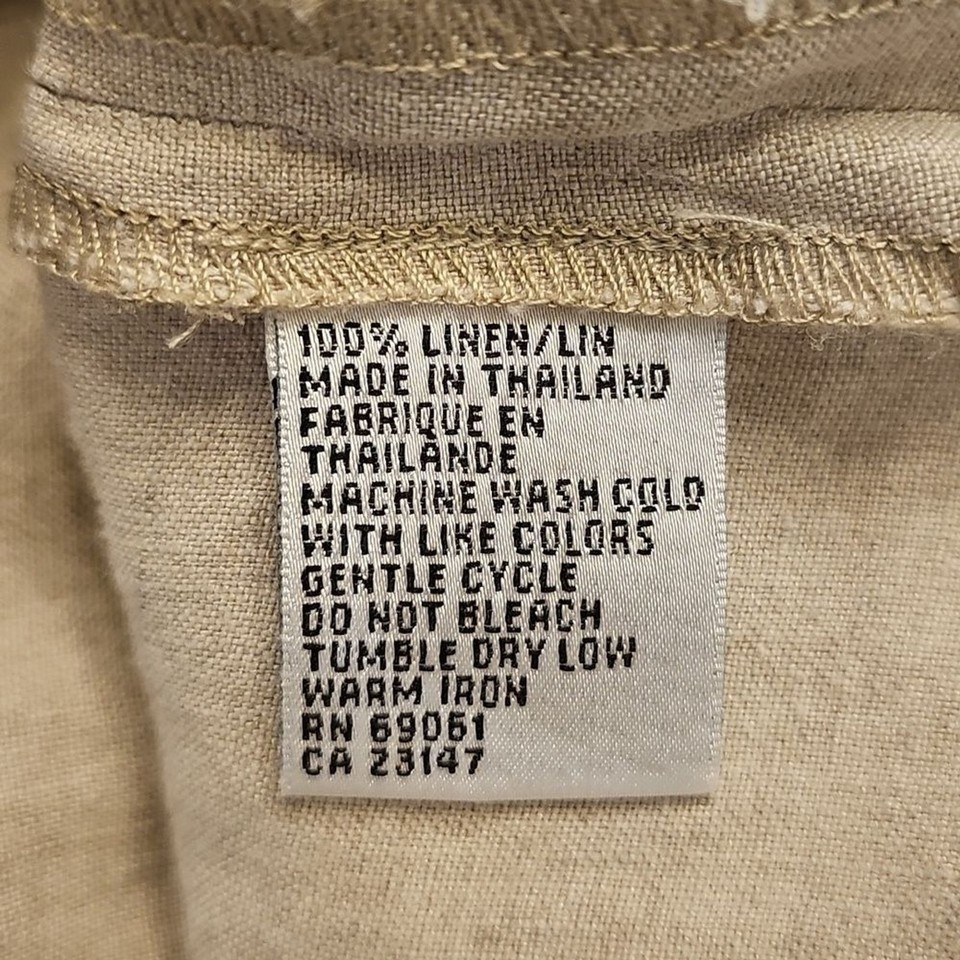 100% LINEN/LIN
MADE IN THAILAND
FABRIQUE EN
THAILANDE
MACHINE WASH COLD
WITH LIKE COLORS
GENTLE CYCLE
DO NOT BLEACH
TUMBLE DRY LOW
WARM IRON
RN 69061
CA 23147